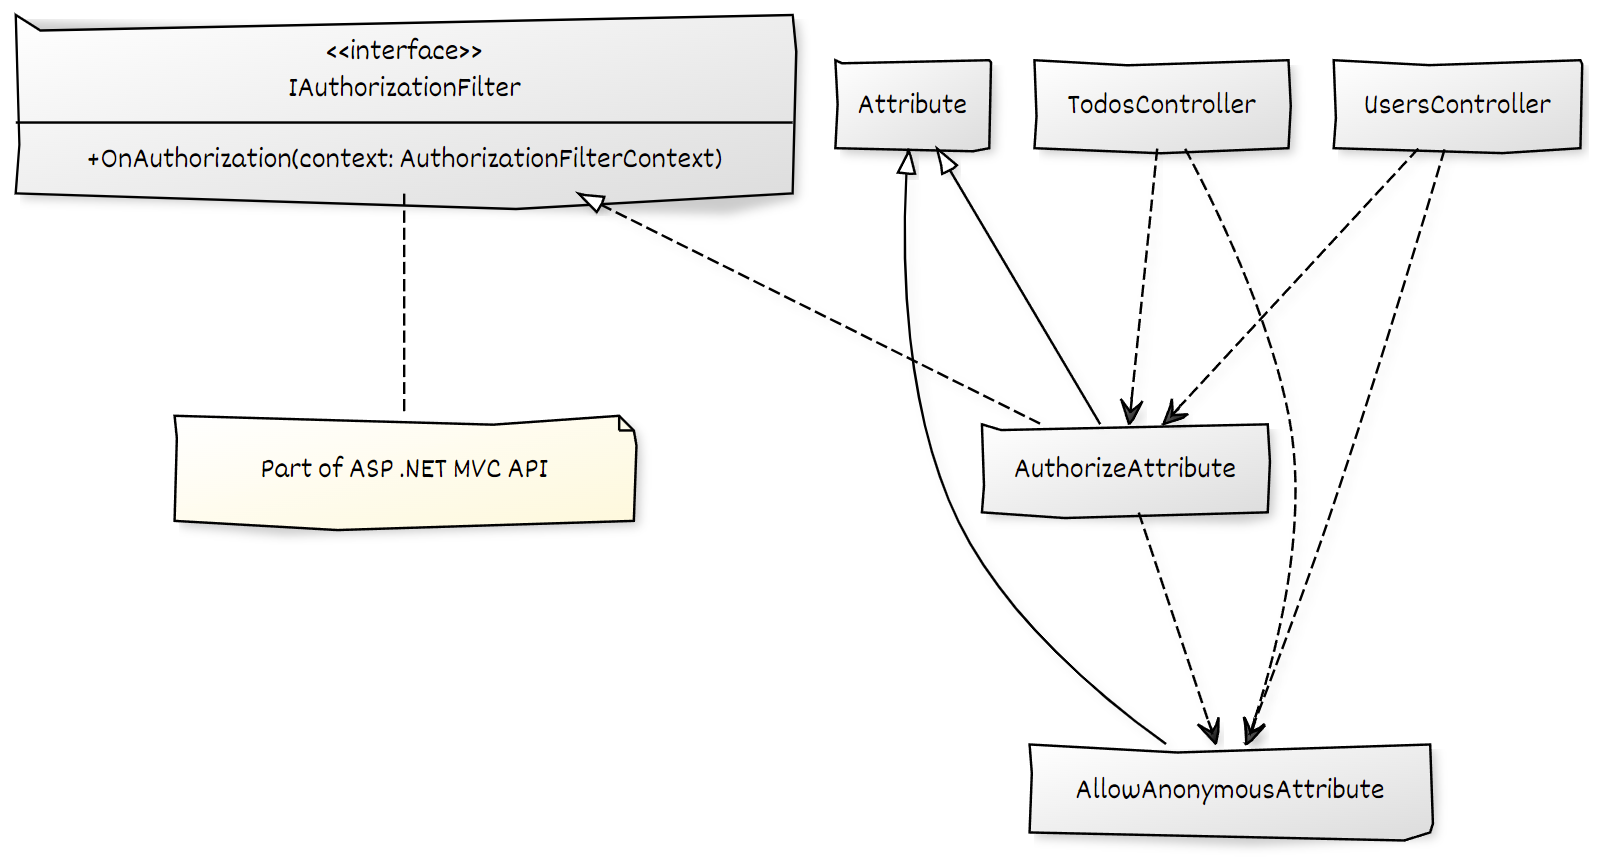 <<interface>>
IAuthorizationFilter
+OnAuthorization(context: AuthorizationFilterContext)
Attribute
TodosController
UsersController
Part of ASP .NET MVC API
AuthorizeAttribute
AllowAnonymousAttribute